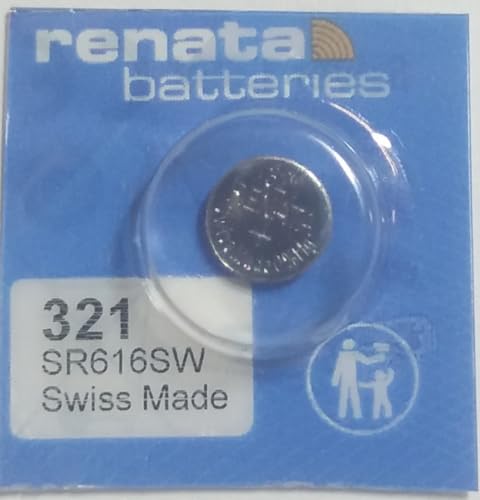 renata
batteries
321
SR616SW
Swiss Made